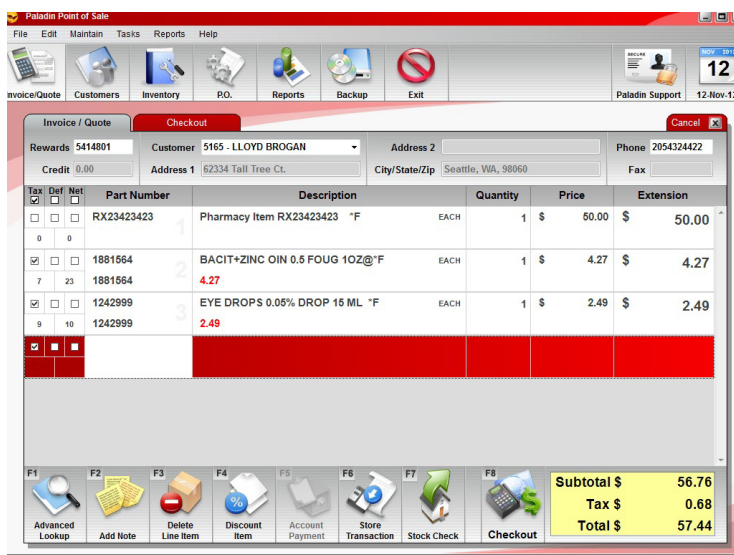 Paladin Point of Sale
File Edit Maintain Tasks Reports Help
nvoice/Quote Customers Inventory P.O. Reports Backup Exit Paladin Support 12-Nov-12
SECURE
NOV 2012
12
Invoice / Quote Checkout Cancel X
Rewards 5414801 Customer 5165 - LLOYD BROGAN Address 2 Phone 2054324422
Credit 0.00 Address 1 62334 Tall Tree Ct. City/State/Zip Seattle, WA, 98060 Fax
Tax Def Net Part Number Description Quantity Price Extension
RX23423423 1 Pharmacy Item RX23423423 *F EACH 1 $ 50.00 $ 50.00
0 0
1881564 2 BACIT+ZINC OIN 0.5 FOUG 1OZ@*F EACH 1 $ 4.27 $ 4.27
7 23 1881564 4.27
1242999 3 EYE DROPS 0.05% DROP 15 ML *F EACH 1 $ 2.49 $ 2.49
9 10 1242999 2.49
F1 F2 F3 F4 F5 F6 F7 F8
Advanced Lookup Add Note Delete Line Item Discount Item Account Payment Store Transaction Stock Check Checkout
Subtotal $ 56.76
Tax $ 0.68
Total $ 57.44